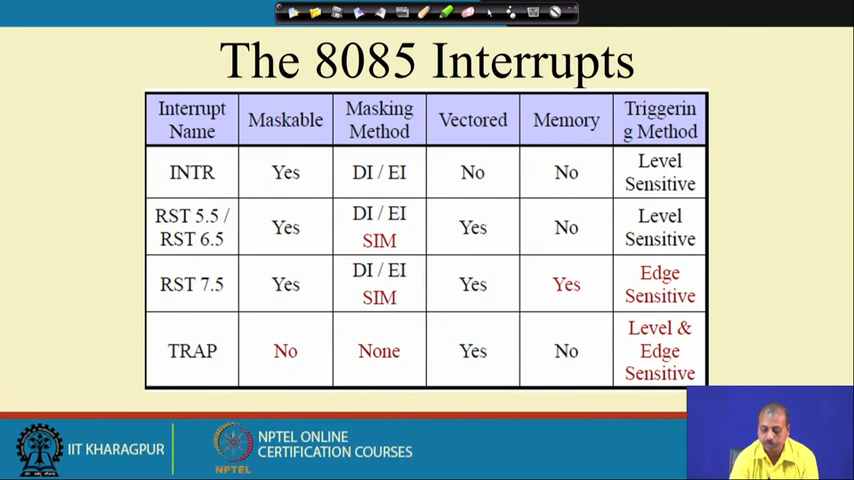 The 8085 Interrupts
Interrupt
Name
Maskable
Masking
Method
Vectored
Memory
Triggerin
g Method
INTR
Yes
DI / EI
No
No
Level
Sensitive
RST 5.5 /
RST 6.5
Yes
DI / EI
SIM
Yes
No
Level
Sensitive
RST 7.5
Yes
DI / EI
SIM
Yes
Yes
Edge
Sensitive
TRAP
No
None
Yes
No
Level &
Edge
Sensitive
IIT KHARAGPUR
NPTEL
NPTEL ONLINE
CERTIFICATION COURSES